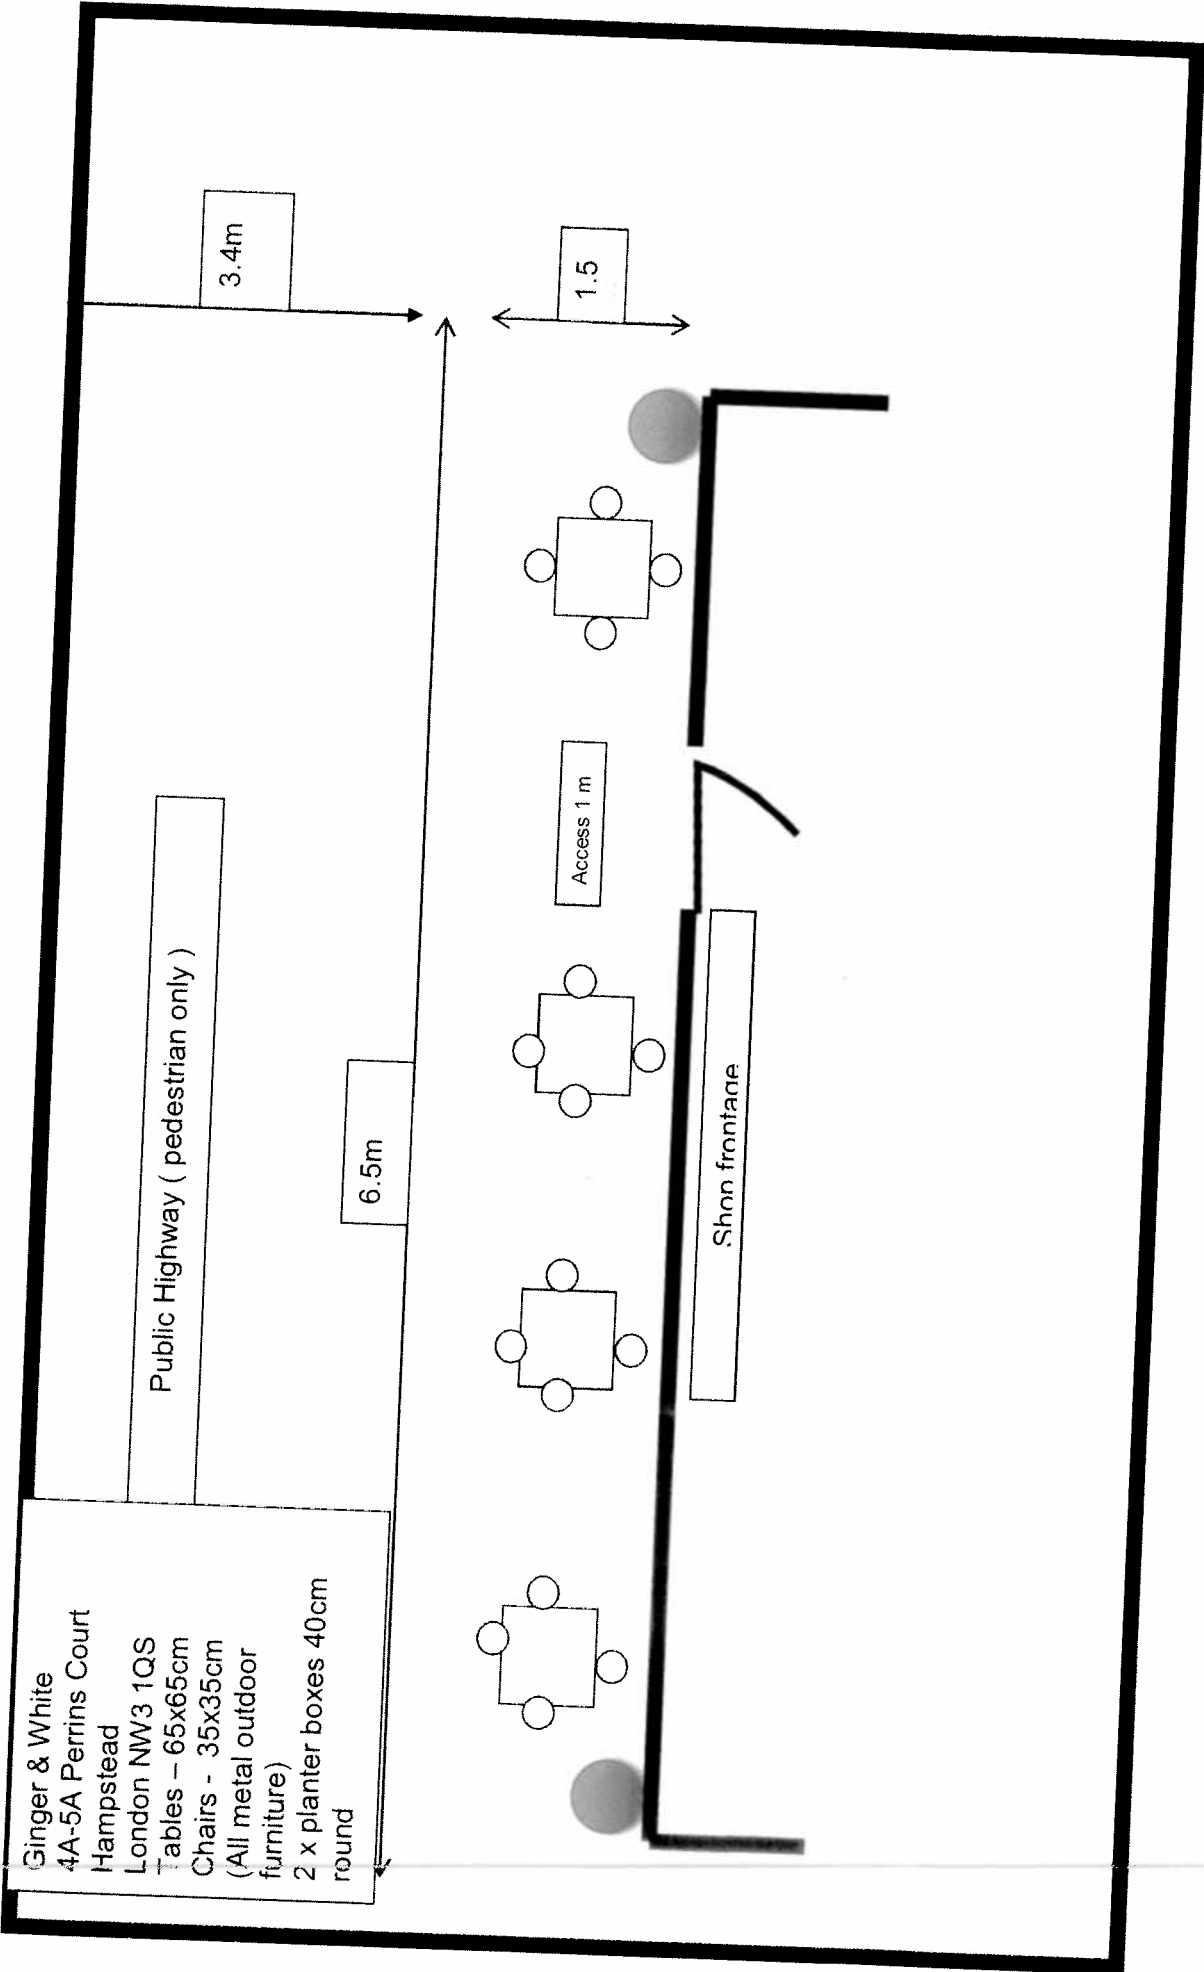 Ginger & White
4A-5A Perrins Court
Hampstead
London NW3 1QS
Tables – 65x65cm
Chairs - 35x35cm
(All metal outdoor
furniture)
2 x planter boxes 40cm
round
Public Highway ( pedestrian only )
3.4m
6.5m
1.5
Access 1 m
Shop frontage